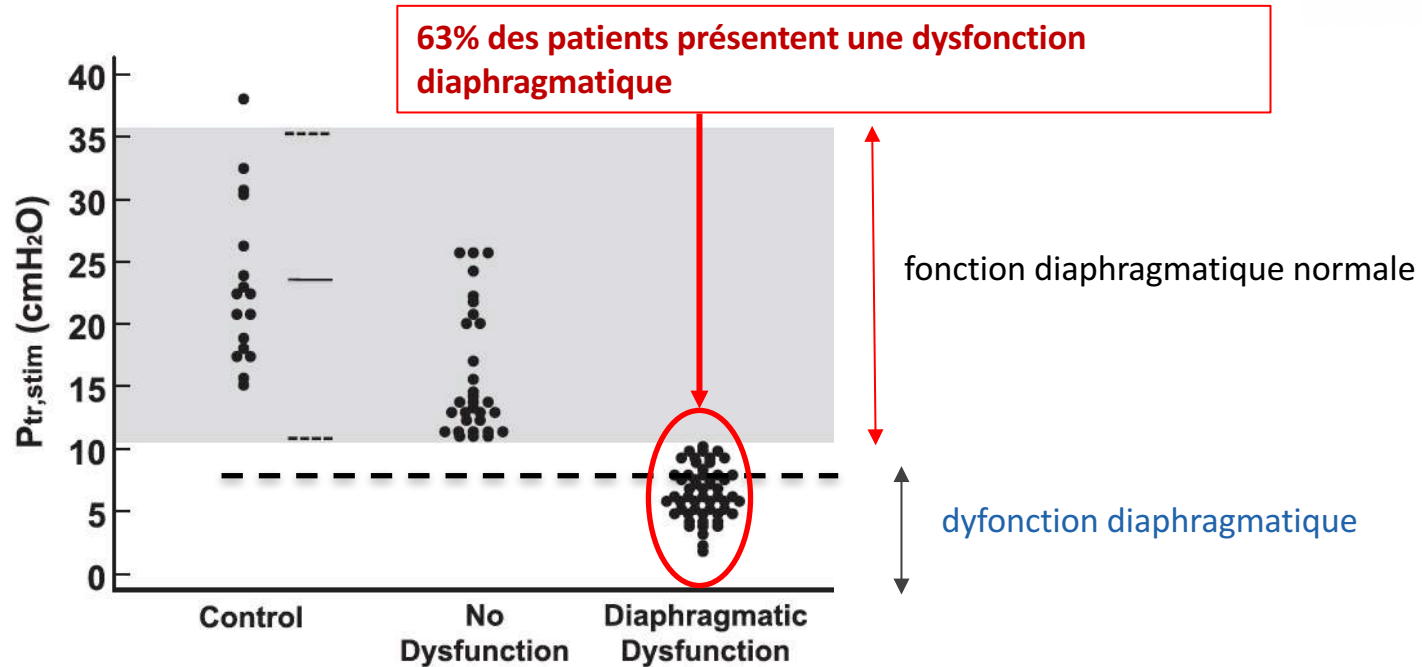 63% des patients présentent une dysfonction
diaphragmatique
40
35
30
25
20
15
10
5
0
Ptr,stim (cmH₂O)
fonction diaphragmatique normale
dyfonction diaphragmatique
Control
No
Dysfunction
Diaphragmatic
Dysfunction